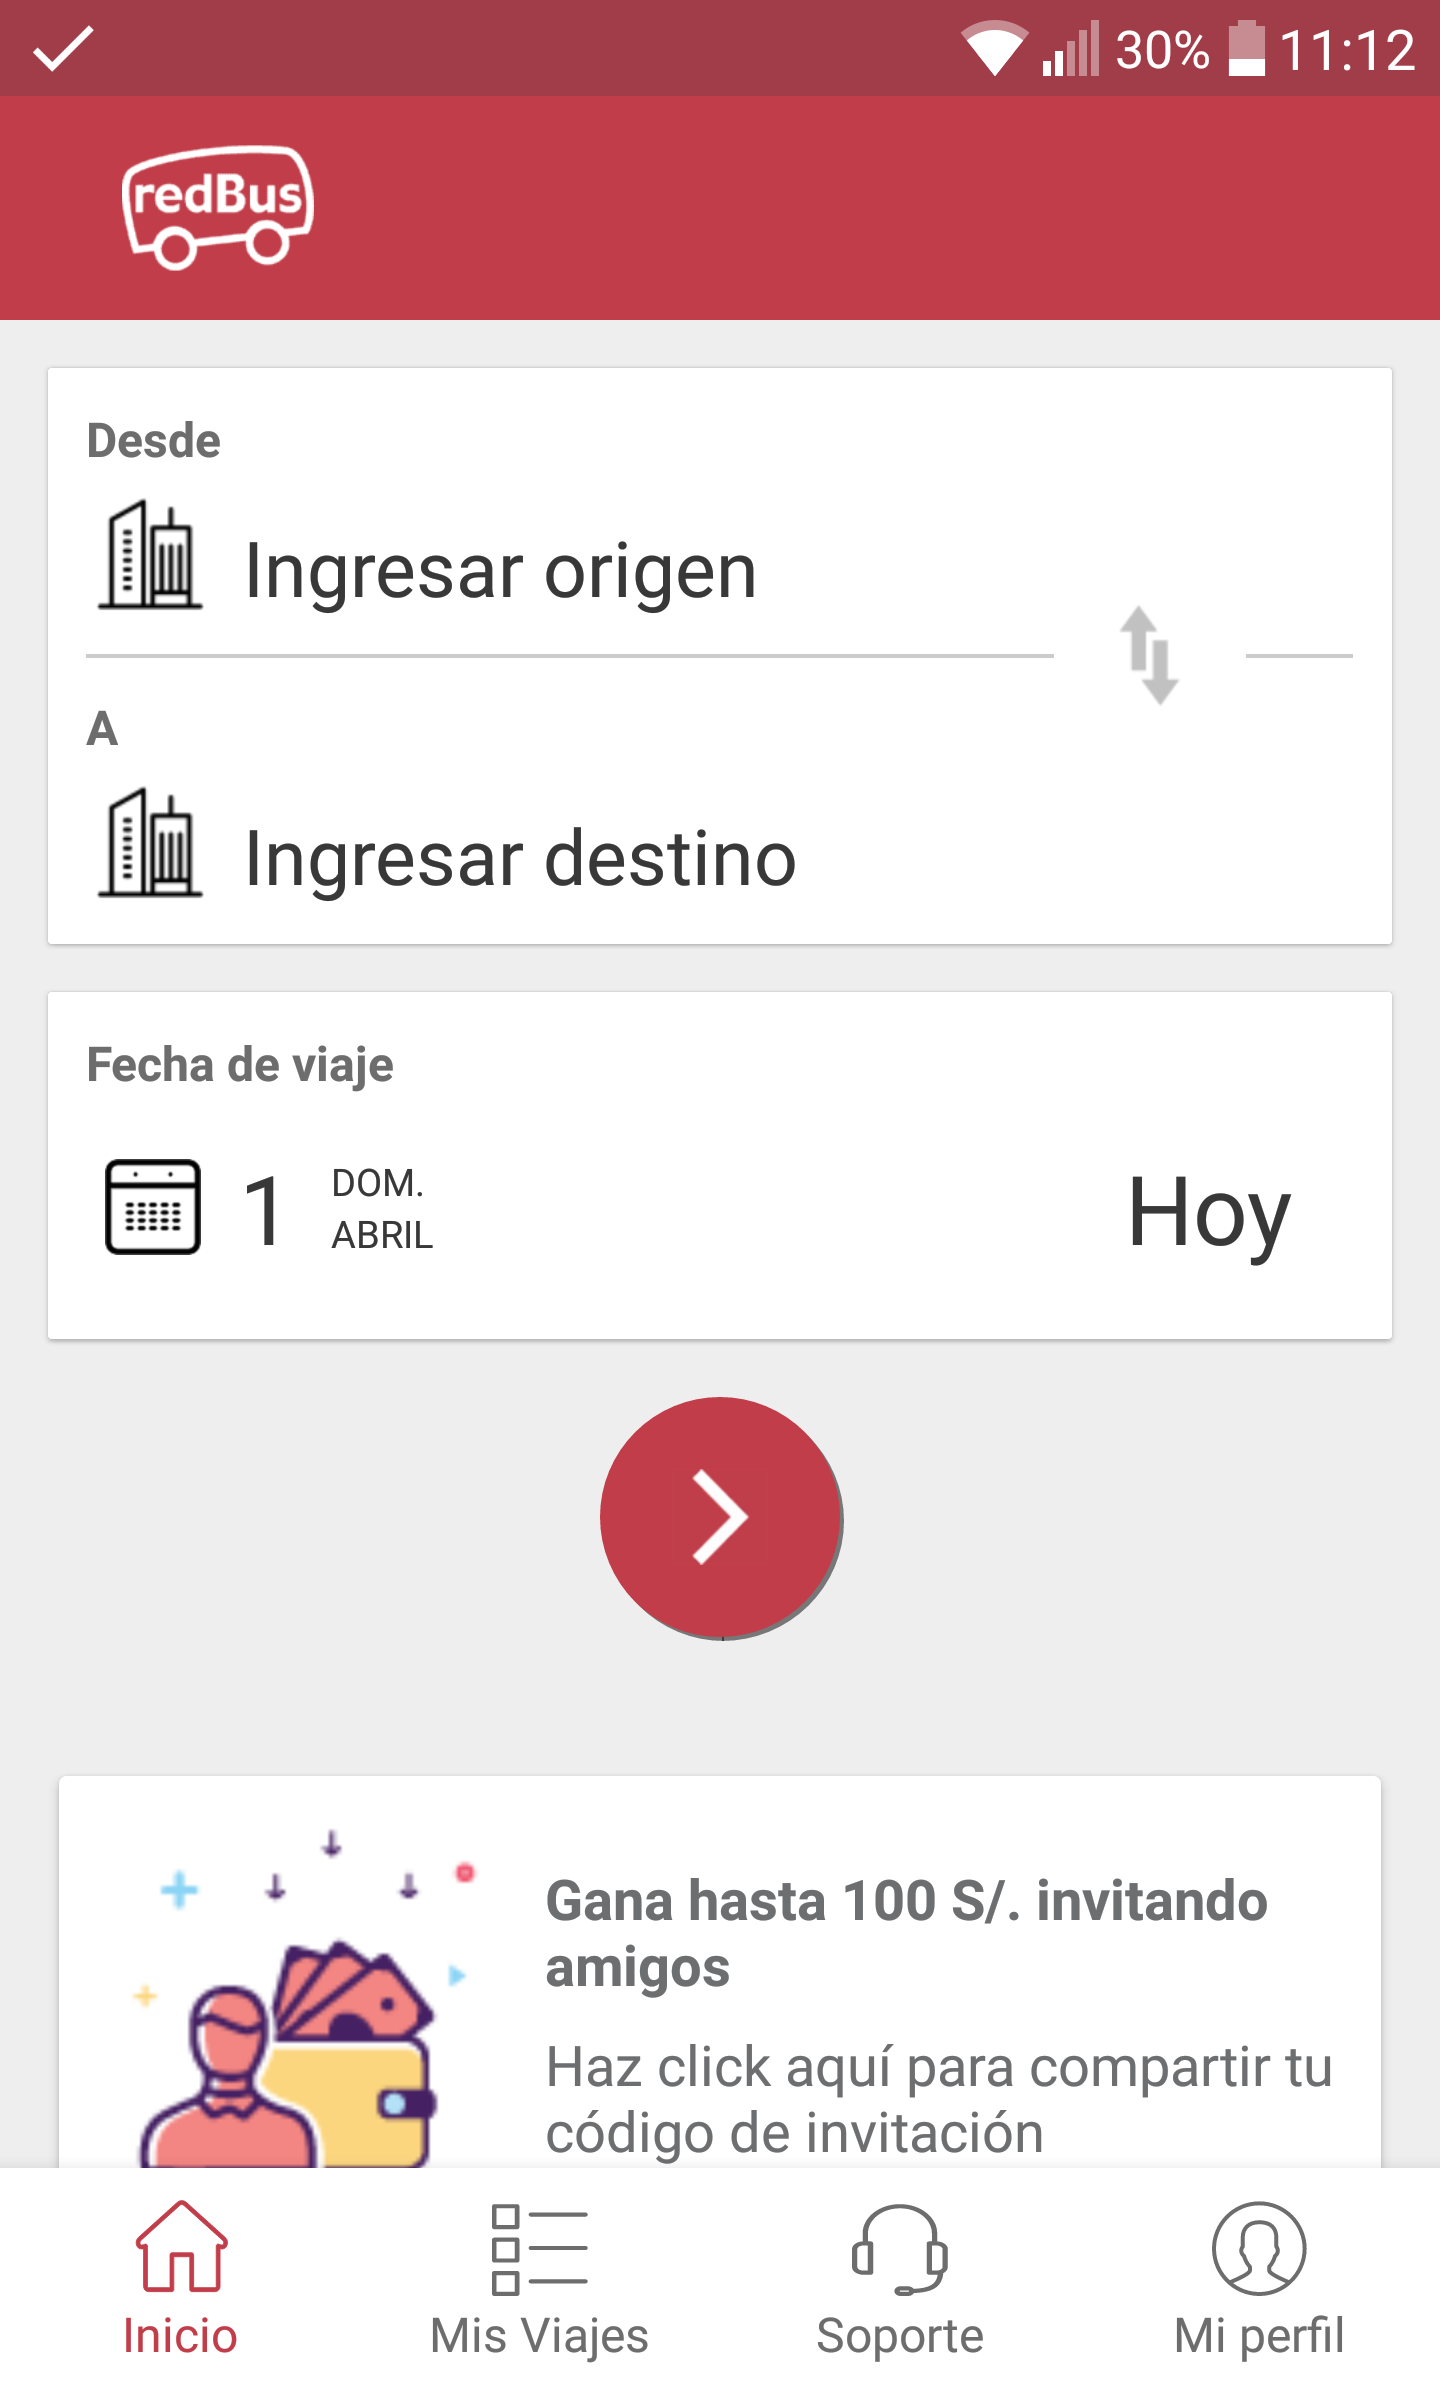 30% 11:12
redBus
Desde
Ingresar origen
A
Ingresar destino
Fecha de viaje
1 DOM. ABRIL Hoy
Gana hasta 100 S/. invitando
amigos
Haz click aquí para compartir tu
código de invitación
Inicio Mis Viajes Soporte Mi perfil